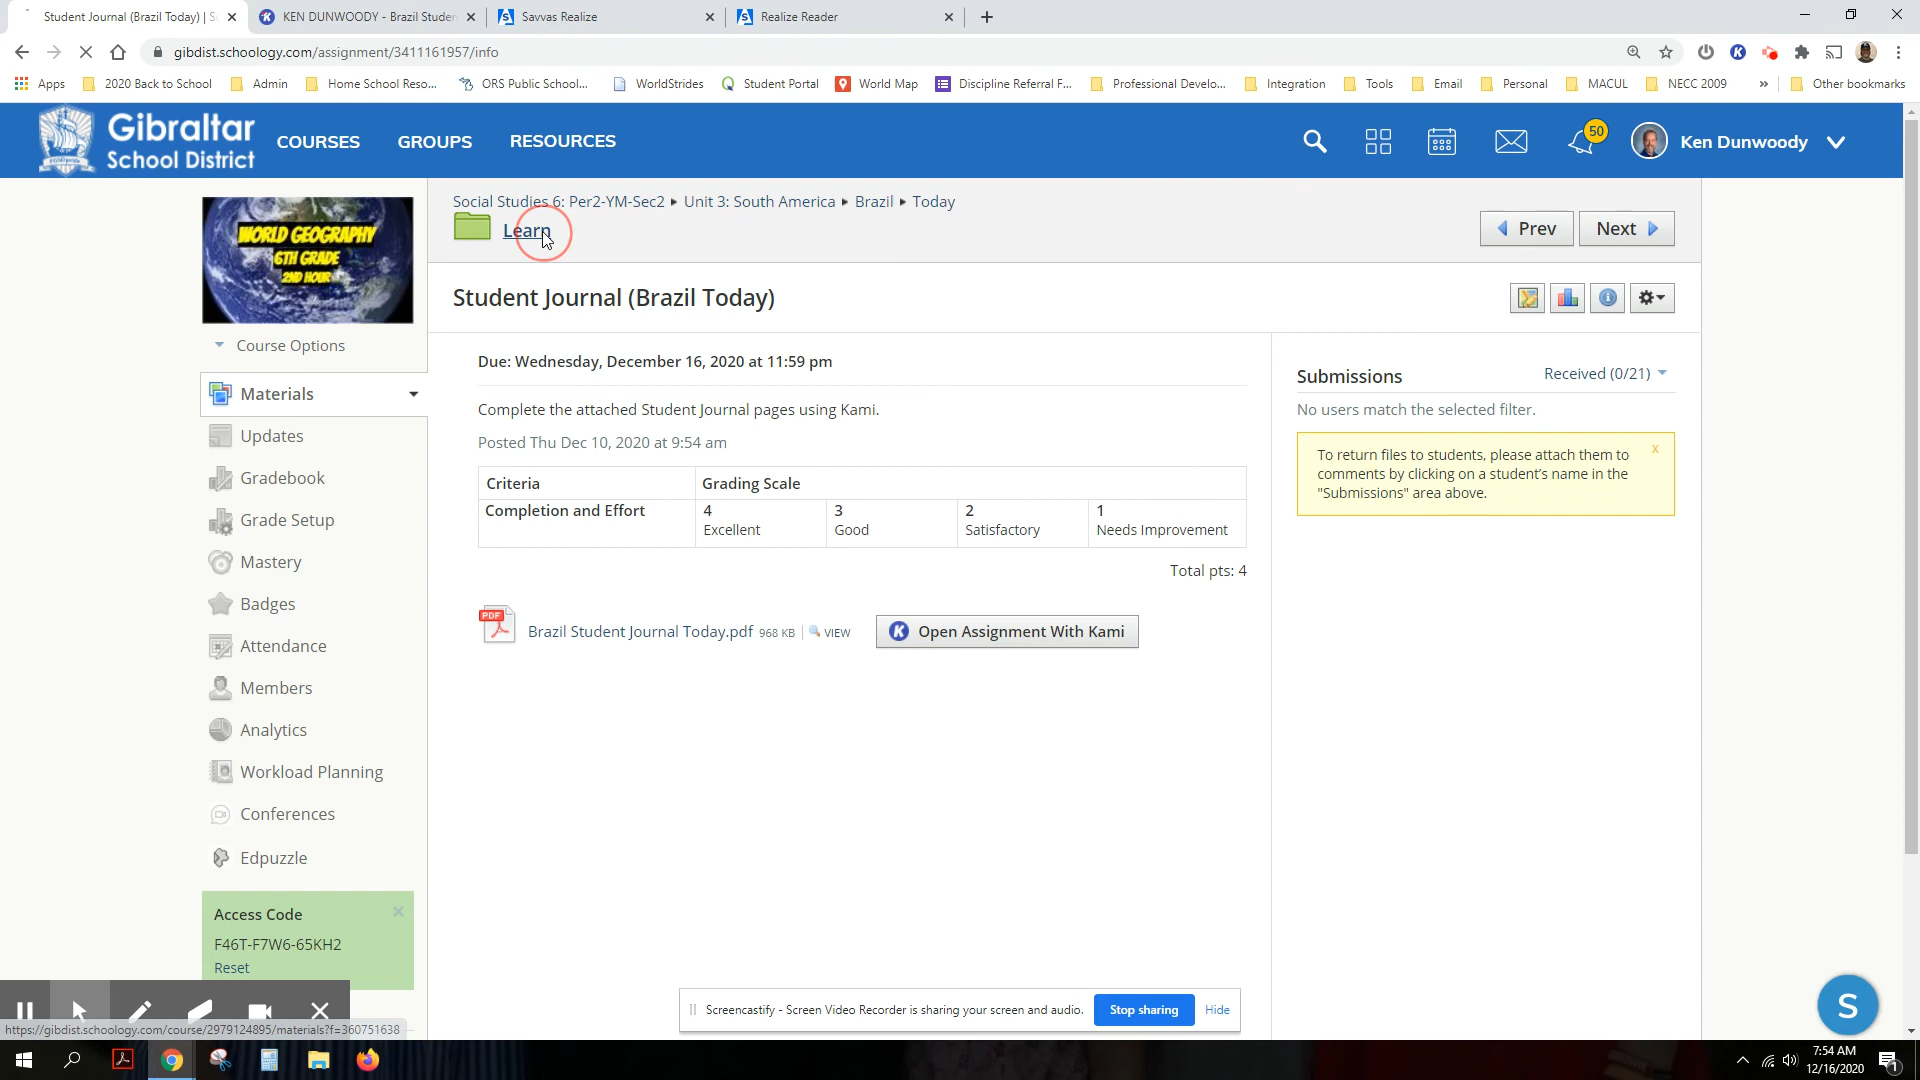 Student Journal (Brazil Today) | S
KEN DUNWOODY - Brazil Studen
Savvas Realize
Realize Reader
gibdist.schoology.com/assignment/3411161957/info
Apps
2020 Back to School
Admin
Home School Reso...
ORS Public School...
WorldStrides
Student Portal
World Map
Discipline Referral F...
Professional Develo...
Integration
Tools
Email
Personal
MACUL
NECC 2009
»
Other bookmarks
Gibraltar
School District
COURSES
GROUPS
RESOURCES
50
Ken Dunwoody
WORLD GEOGRAPHY
6TH GRADE
2ND HOUR
Course Options
Materials
Updates
Gradebook
Grade Setup
Mastery
Badges
Attendance
Members
Analytics
Workload Planning
Conferences
Edpuzzle
Access Code
F46T-F7W6-65KH2
Reset
Social Studies 6: Per2-YM-Sec2 ▸ Unit 3: South America ▸ Brazil ▸ Today
Learn
Prev
Next
Student Journal (Brazil Today)
Due: Wednesday, December 16, 2020 at 11:59 pm
Complete the attached Student Journal pages using Kami.
Posted Thu Dec 10, 2020 at 9:54 am
Criteria
Grading Scale
Completion and Effort
4
Excellent
3
Good
2
Satisfactory
1
Needs Improvement
Total pts: 4
PDF
Brazil Student Journal Today.pdf 968 KB
VIEW
K
Open Assignment With Kami
Submissions
Received (0/21)
No users match the selected filter.
To return files to students, please attach them to
comments by clicking on a student's name in the
"Submissions" area above.
x
Screencastify - Screen Video Recorder is sharing your screen and audio.
Stop sharing
Hide
S
https://gibdist.schoology.com/course/2979124895/materials?f=360751638
7:54 AM
12/16/2020
1